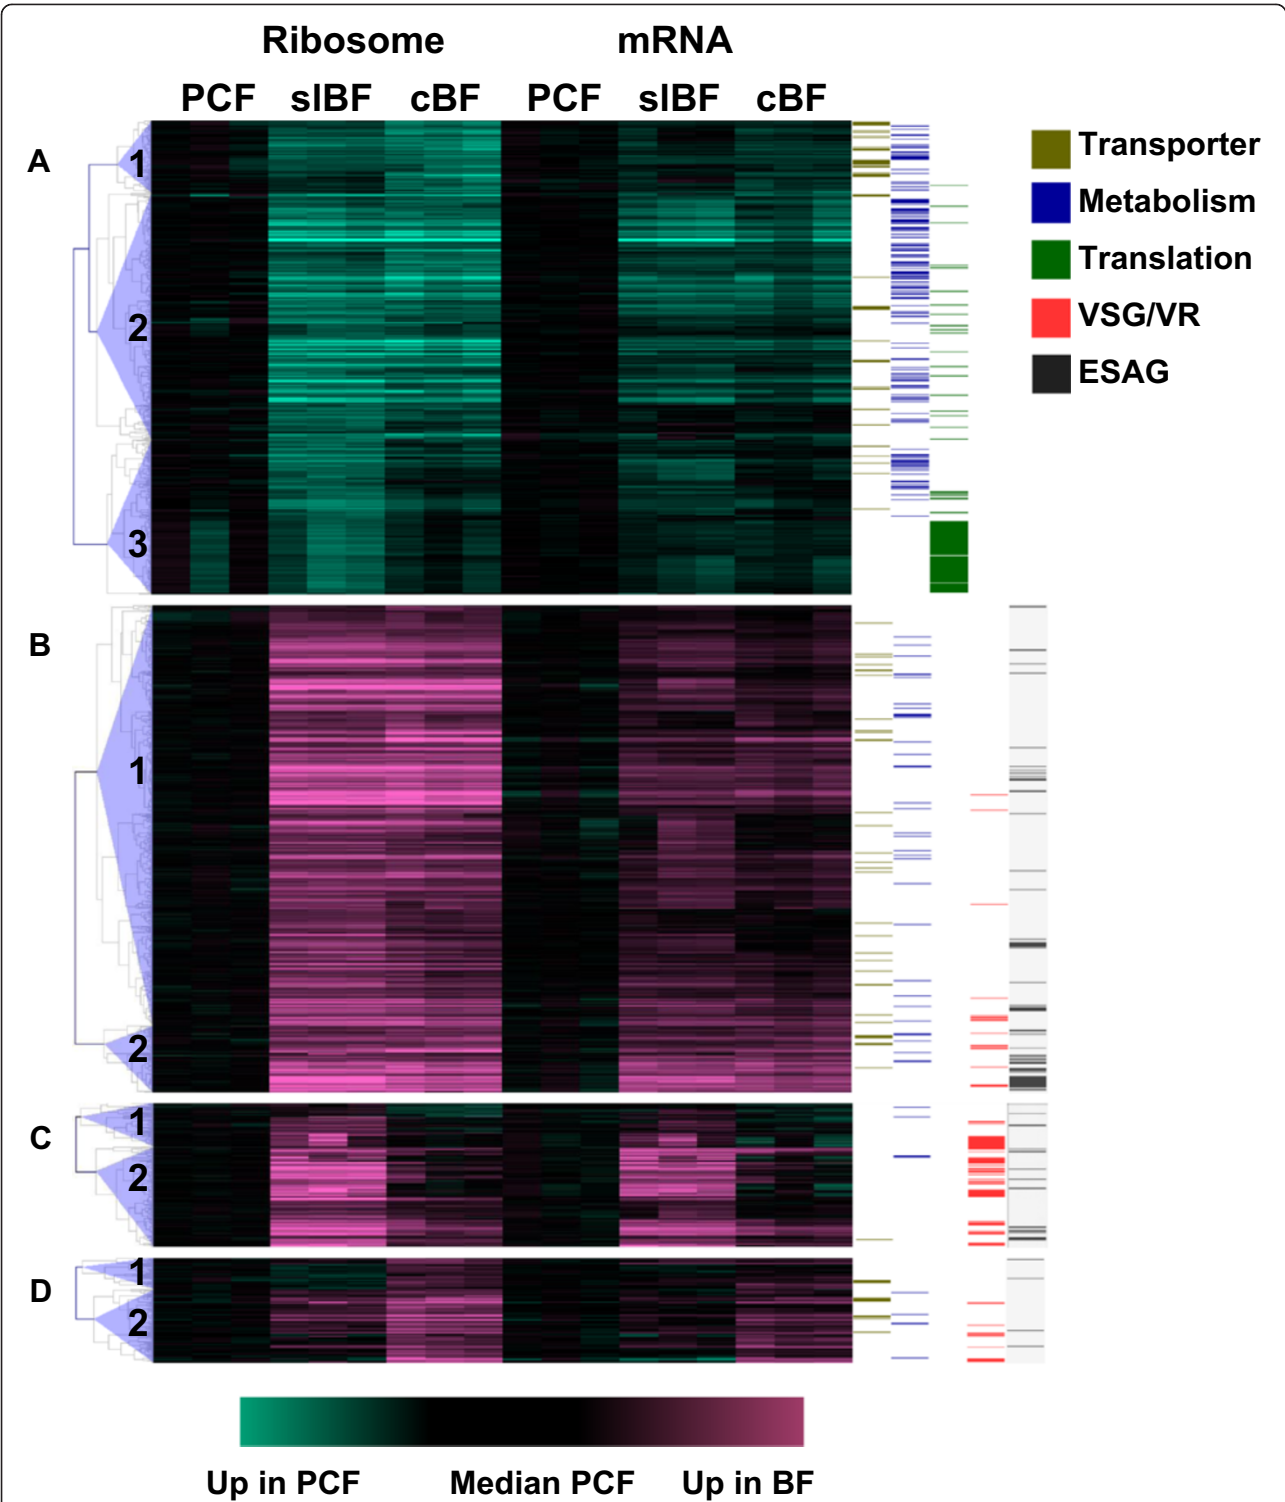 Ribosome mRNA
PCF slBF cBF PCF slBF cBF
A
1
2
3
Transporter
Metabolism
Translation
VSG/VR
ESAG
B
1
2
C
1
2
D
1
2
Up in PCF Median PCF Up in BF